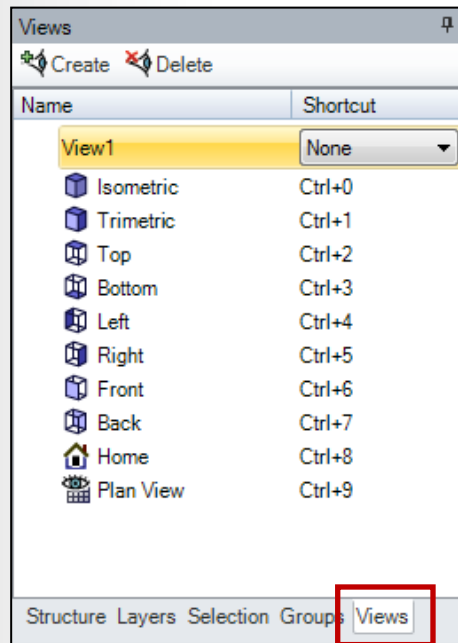 Views
Create Delete
Name Shortcut
View1 None
Isometric Ctrl+0
Trimetric Ctrl+1
Top Ctrl+2
Bottom Ctrl+3
Left Ctrl+4
Right Ctrl+5
Front Ctrl+6
Back Ctrl+7
Home Ctrl+8
Plan View Ctrl+9
Structure Layers Selection Groups Views